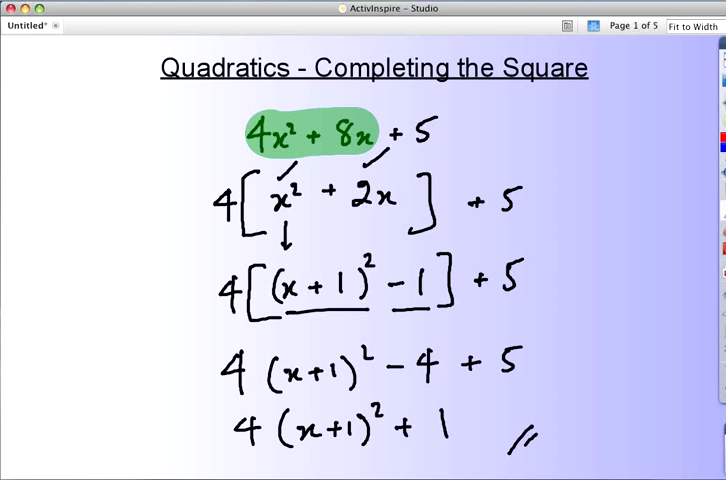 ActivInspire - Studio
Untitled*
Page 1 of 5
Fit to Width
Quadratics - Completing the Square
4x² + 8x + 5
4[x² + 2x] + 5
4[(x + 1)² - 1] + 5
4(x+1)² - 4 + 5
4(x+1)² + 1